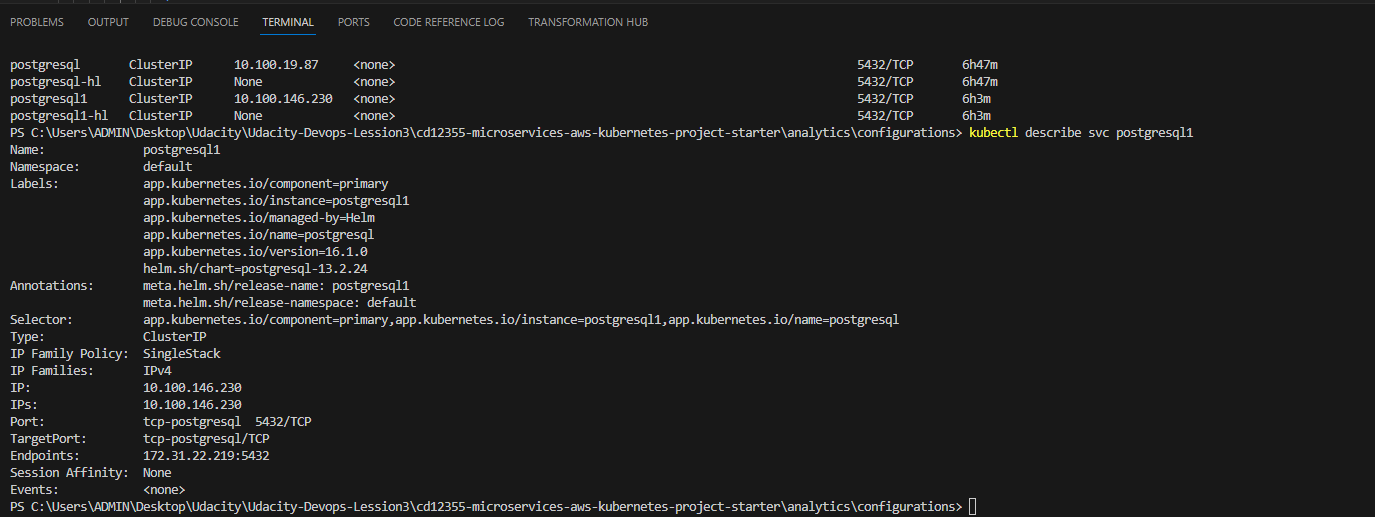 PROBLEMS OUTPUT DEBUG CONSOLE TERMINAL PORTS CODE REFERENCE LOG TRANSFORMATION HUB
postgresql ClusterIP 10.100.19.87 <none> 5432/TCP 6h47m
postgresql-hl ClusterIP None <none> 5432/TCP 6h47m
postgresql1 ClusterIP 10.100.146.230 <none> 5432/TCP 6h3m
postgresql1-hl ClusterIP None <none> 5432/TCP 6h3m
PS C:\Users\ADMIN\Desktop\Udacity\Udacity-Devops-Lession3\cd12355-microservices-aws-kubernetes-project-starter\analytics\configurations> kubectl describe svc postgresql1
Name: postgresql1
Namespace: default
Labels: app.kubernetes.io/component=primary
app.kubernetes.io/instance=postgresql1
app.kubernetes.io/managed-by=Helm
app.kubernetes.io/name=postgresql
app.kubernetes.io/version=16.1.0
helm.sh/chart=postgresql-13.2.24
Annotations: meta.helm.sh/release-name: postgresql1
meta.helm.sh/release-namespace: default
Selector: app.kubernetes.io/component=primary,app.kubernetes.io/instance=postgresql1,app.kubernetes.io/name=postgresql
Type: ClusterIP
IP Family Policy: SingleStack
IP Families: IPv4
IP: 10.100.146.230
IPs: 10.100.146.230
Port: tcp-postgresql 5432/TCP
TargetPort: tcp-postgresql/TCP
Endpoints: 172.31.22.219:5432
Session Affinity: None
Events: <none>
PS C:\Users\ADMIN\Desktop\Udacity\Udacity-Devops-Lession3\cd12355-microservices-aws-kubernetes-project-starter\analytics\configurations>